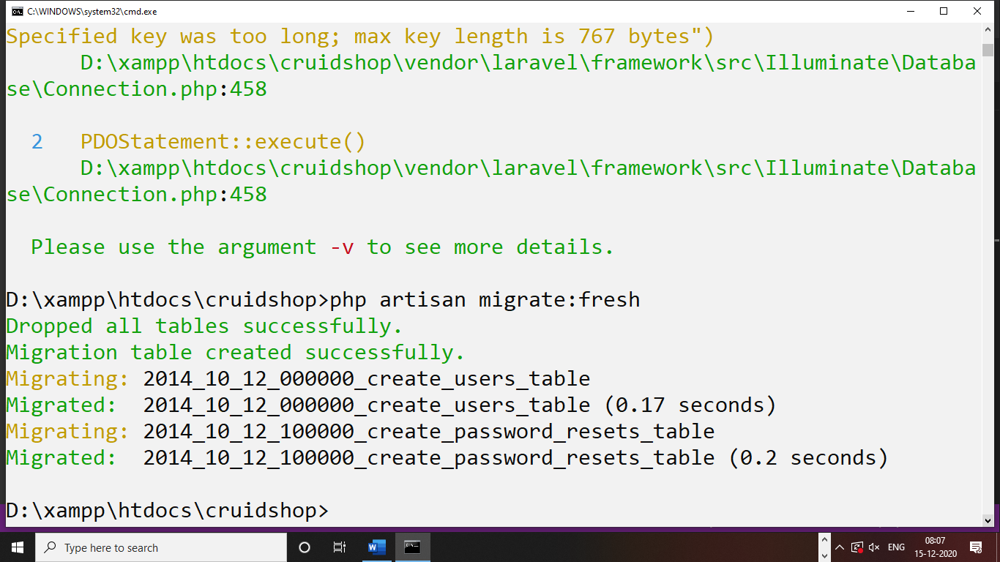 C:\WINDOWS\system32\cmd.exe
Specified key was too long; max key length is 767 bytes")
D:\xampp\htdocs\cruidshop\vendor\laravel\framework\src\Illuminate\Databa
se\Connection.php:458
2 PDOStatement::execute()
D:\xampp\htdocs\cruidshop\vendor\laravel\framework\src\Illuminate\Databa
se\Connection.php:458
Please use the argument -v to see more details.
D:\xampp\htdocs\cruidshop>php artisan migrate:fresh
Dropped all tables successfully.
Migration table created successfully.
Migrating: 2014_10_12_000000_create_users_table
Migrated: 2014_10_12_000000_create_users_table (0.17 seconds)
Migrating: 2014_10_12_100000_create_password_resets_table
Migrated: 2014_10_12_100000_create_password_resets_table (0.2 seconds)
D:\xampp\htdocs\cruidshop>
Type here to search
ENG
08:07
15-12-2020